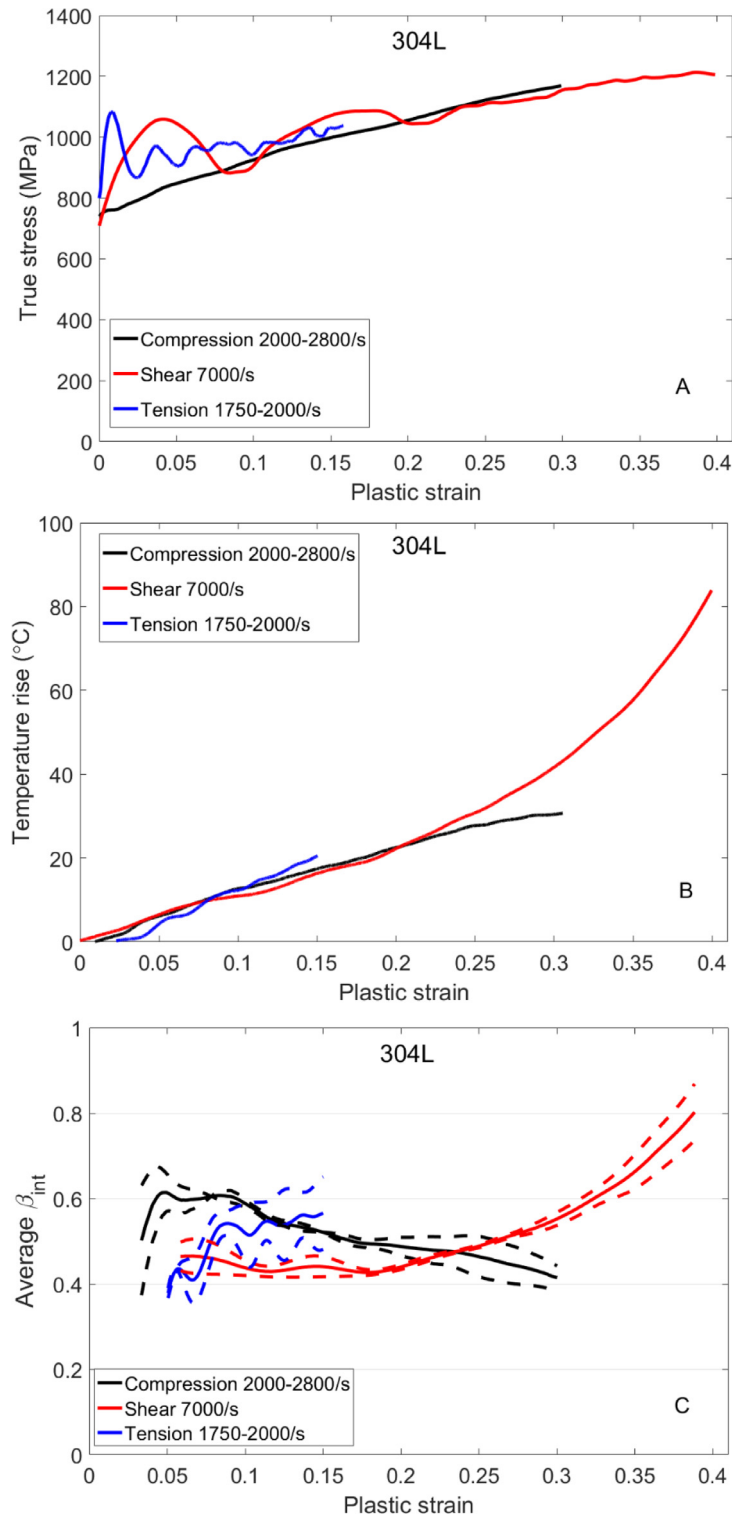 304L
1400
1200
1000
800
600
400
200
0
True stress (MPa)
Compression 2000-2800/s
Shear 7000/s
Tension 1750-2000/s
A
0 0.05 0.1 0.15 0.2 0.25 0.3 0.35 0.4
Plastic strain
304L
100
80
60
40
20
0
Temperature rise (°C)
Compression 2000-2800/s
Shear 7000/s
Tension 1750-2000/s
B
0 0.05 0.1 0.15 0.2 0.25 0.3 0.35 0.4
Plastic strain
304L
1
0.8
0.6
0.4
0.2
0
Average βint
Compression 2000-2800/s
Shear 7000/s
Tension 1750-2000/s
C
0 0.05 0.1 0.15 0.2 0.25 0.3 0.35 0.4
Plastic strain